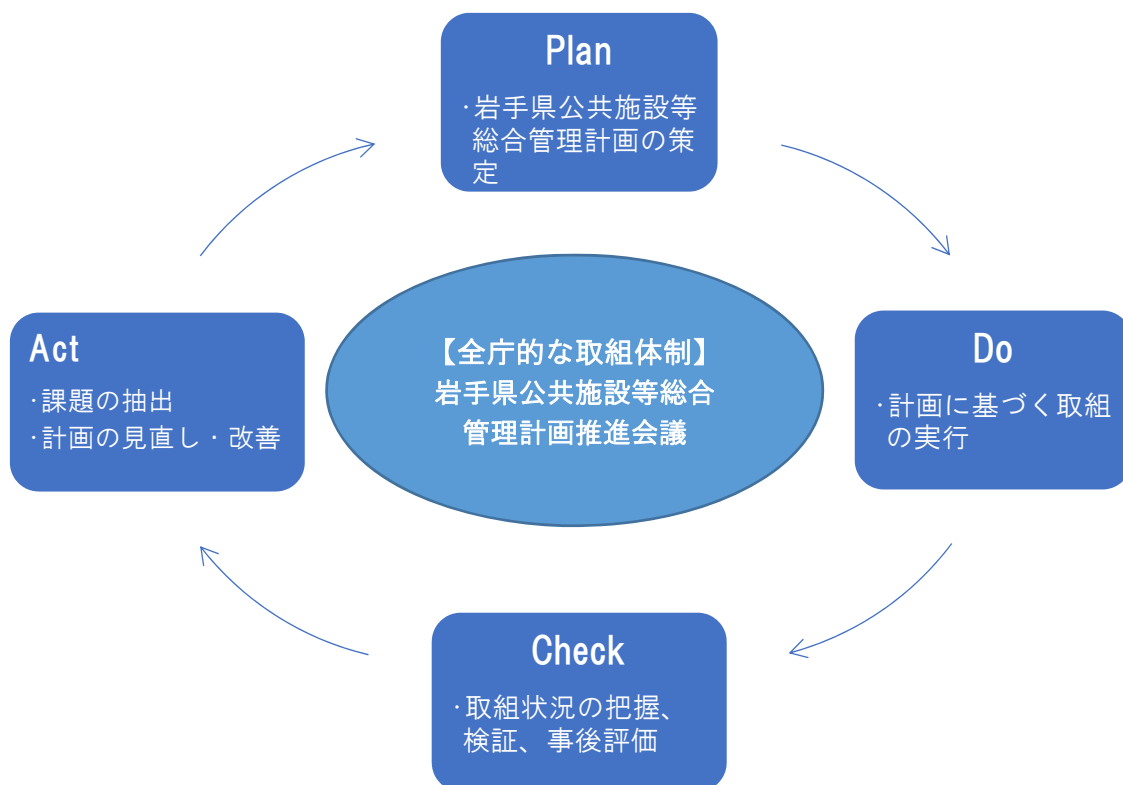 Plan
・岩手県公共施設等
総合管理計画の策
定
【全庁的な取組体制】
岩手県公共施設等総合
管理計画推進会議
Act
・課題の抽出
・計画の見直し・改善
Do
・計画に基づく取組
の実行
Check
・取組状況の把握、
検証、事後評価